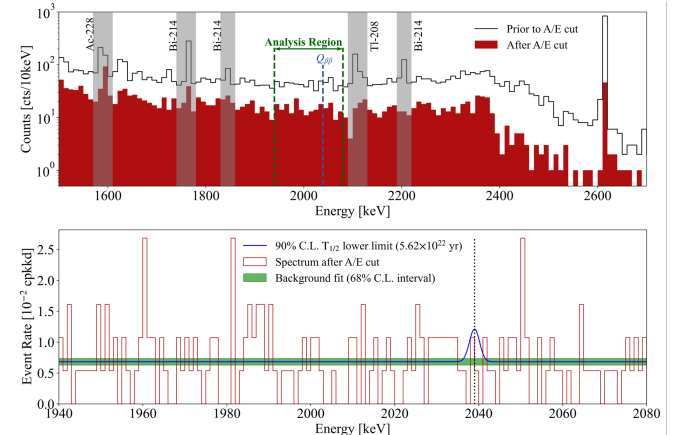 Counts [cts/10keV]
10³
10²
10¹
10⁰
Ac-228
Bi-214
Bi-214
Analysis Region
Qββ
Tl-208
Bi-214
Prior to A/E cut
After A/E cut
1600 1800 2000 2200 2400 2600
Energy [keV]
Event Rate [10⁻² cpkkd]
2.5
2.0
1.5
1.0
0.5
0.0
90% C.L. T1/2 lower limit (5.62×10²² yr)
Spectrum after A/E cut
Background fit (68% C.L. interval)
1940 1960 1980 2000 2020 2040 2060 2080
Energy [keV]